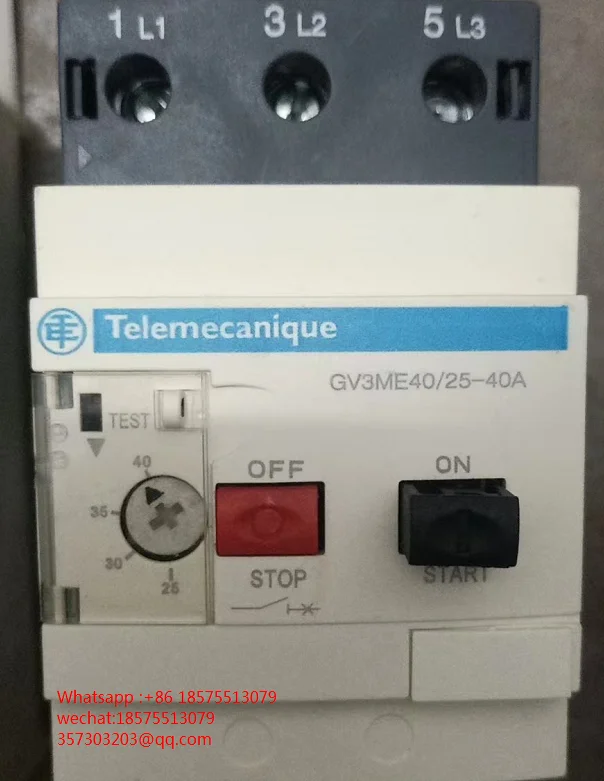 1 L1 3 L2 5 L3
TE Telemecanique
GV3ME40/25-40A
TEST
40
35
30
25
OFF
STOP
ON
START
Whatsapp :+86 18575513079
wechat:18575513079
357303203@qq.com